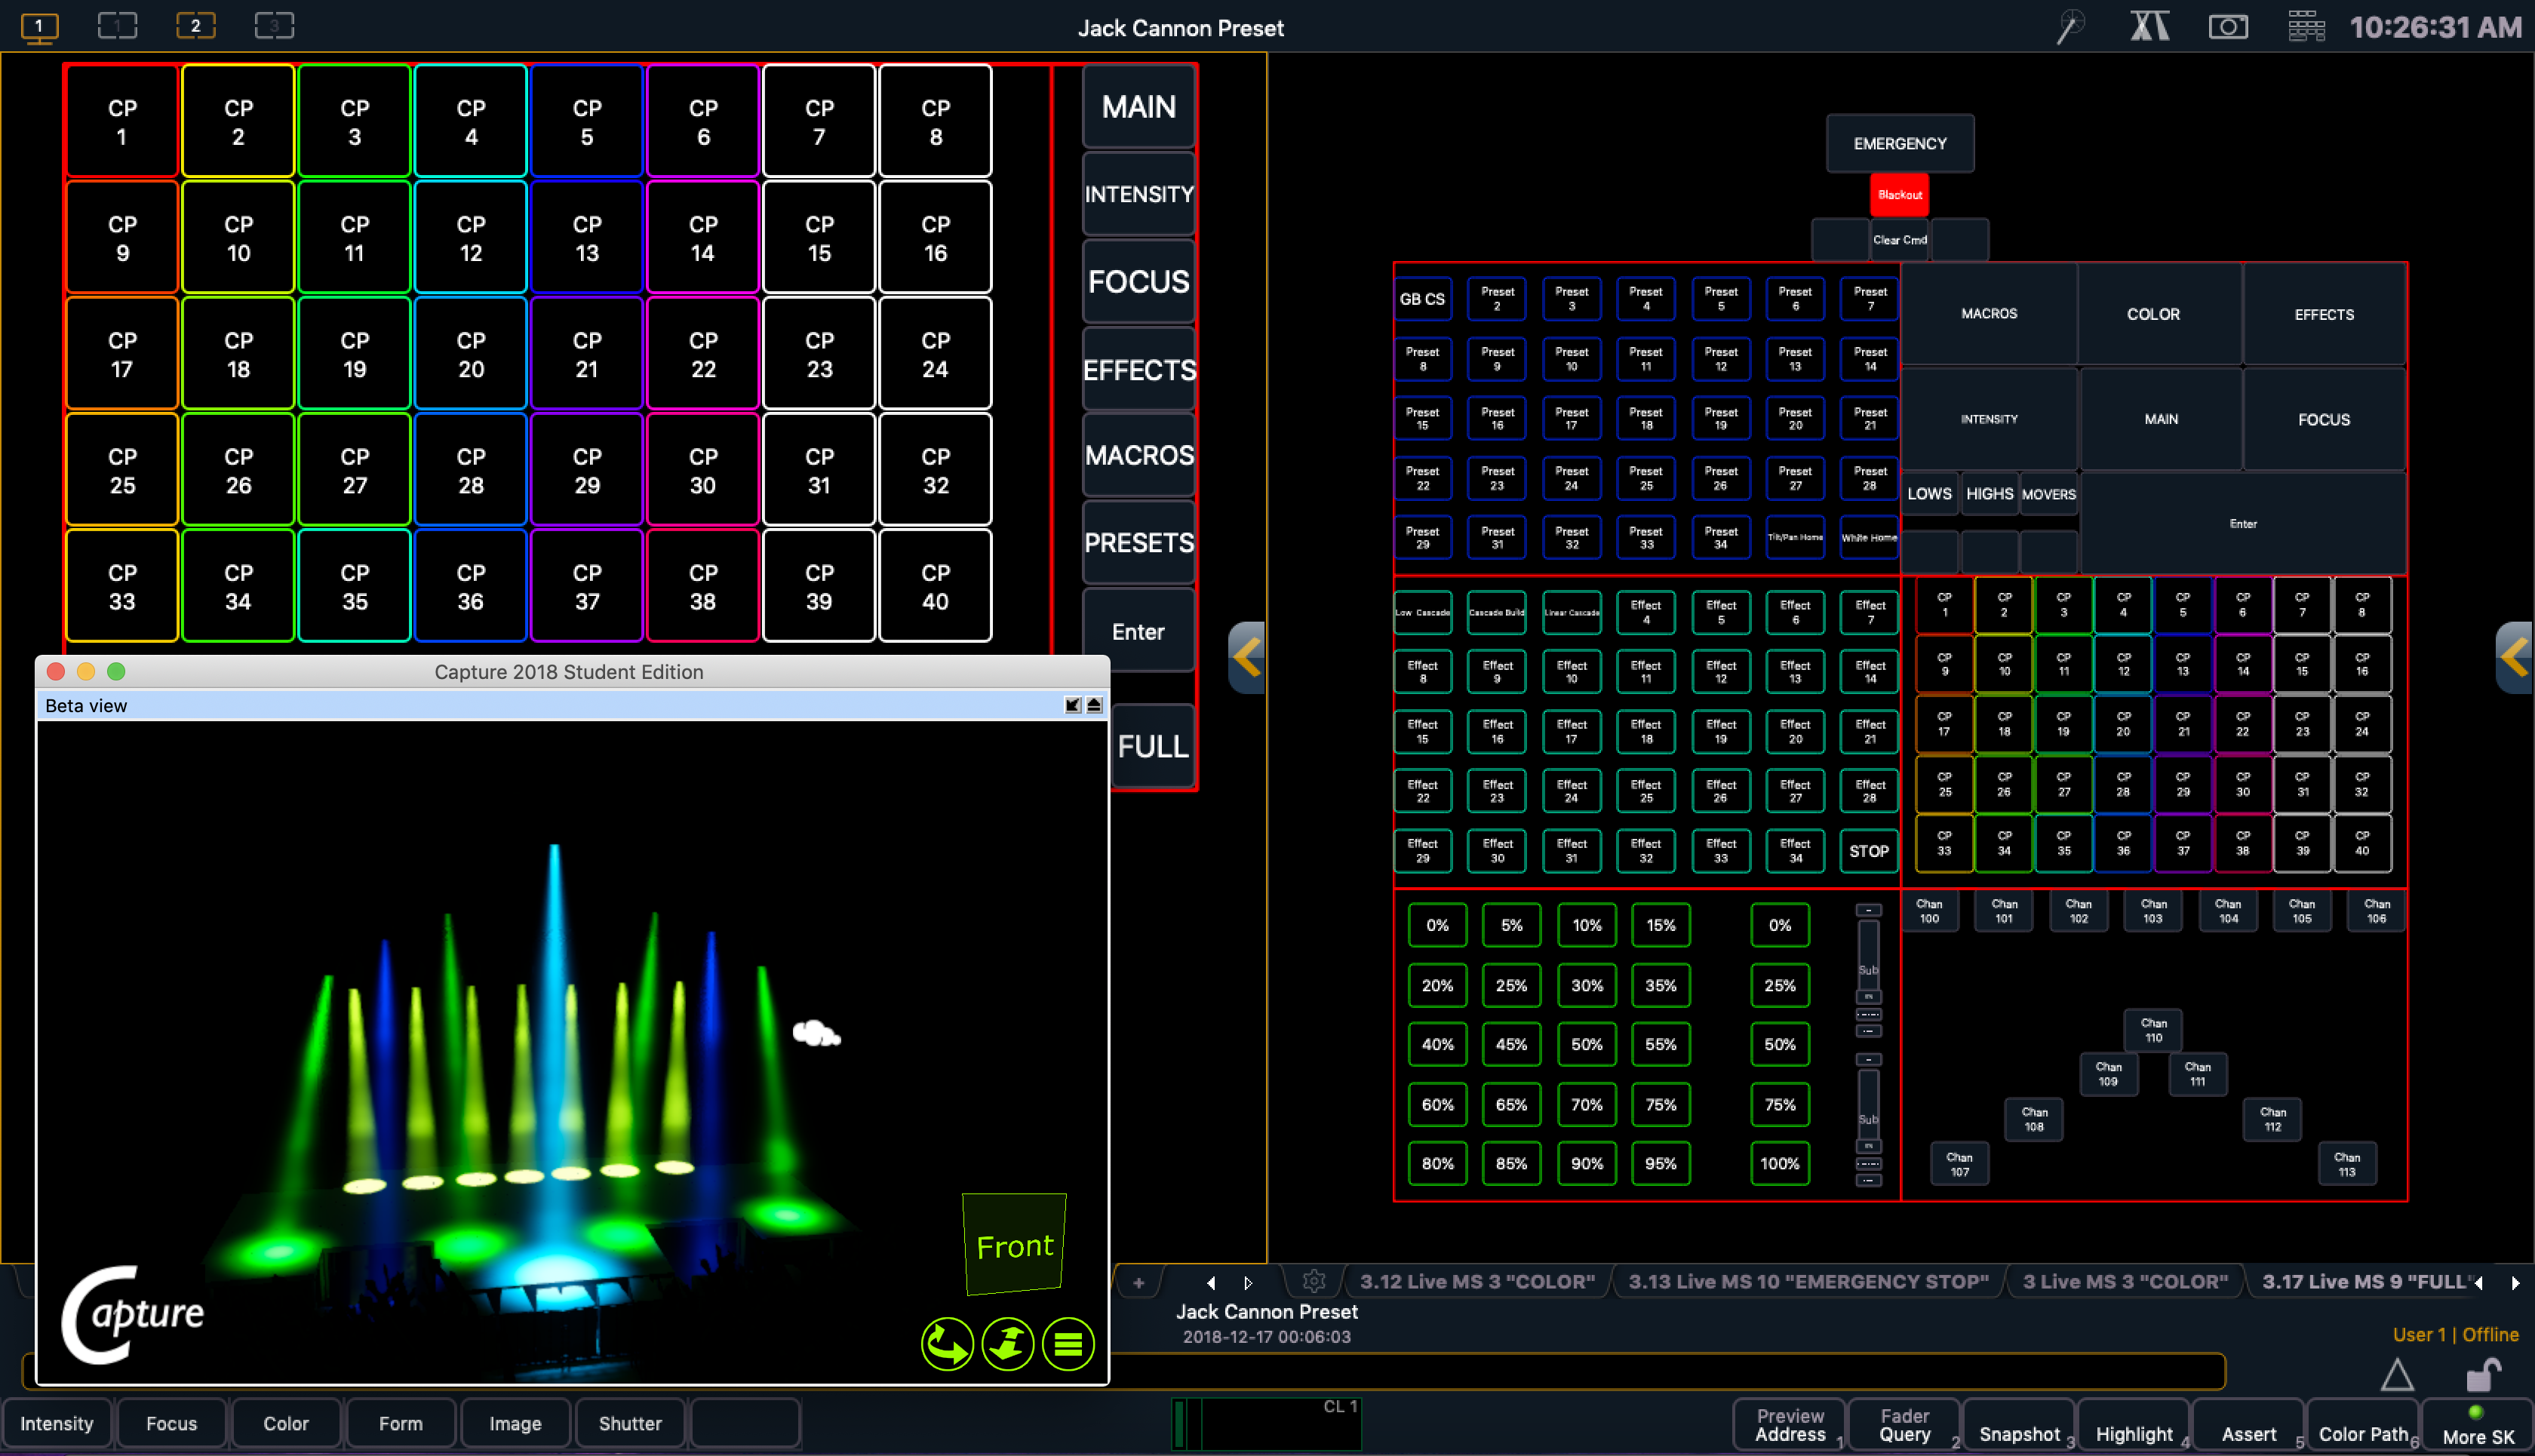 1
1
2
3
Jack Cannon Preset
10:26:31 AM
CP 1
CP 2
CP 3
CP 4
CP 5
CP 6
CP 7
CP 8
CP 9
CP 10
CP 11
CP 12
CP 13
CP 14
CP 15
CP 16
CP 17
CP 18
CP 19
CP 20
CP 21
CP 22
CP 23
CP 24
CP 25
CP 26
CP 27
CP 28
CP 29
CP 30
CP 31
CP 32
CP 33
CP 34
CP 35
CP 36
CP 37
CP 38
CP 39
CP 40
MAIN
INTENSITY
FOCUS
EFFECTS
MACROS
PRESETS
Enter
FULL
Capture 2018 Student Edition
Beta view
Front
Capture
EMERGENCY
Blackout
Clear Cmd
GB CS
Preset 2
Preset 3
Preset 4
Preset 5
Preset 6
Preset 7
Preset 8
Preset 9
Preset 10
Preset 11
Preset 12
Preset 13
Preset 14
Preset 15
Preset 16
Preset 17
Preset 18
Preset 19
Preset 20
Preset 21
Preset 22
Preset 23
Preset 24
Preset 25
Preset 26
Preset 27
Preset 28
Preset 29
Preset 31
Preset 32
Preset 33
Preset 34
Tilt/Pan Home
White Home
MACROS
COLOR
EFFECTS
INTENSITY
MAIN
FOCUS
LOWS
HIGHS
MOVERS
Enter
Low Cascade
Cascade Build
Linear Cascade
Effect 4
Effect 5
Effect 6
Effect 7
Effect 8
Effect 9
Effect 10
Effect 11
Effect 12
Effect 13
Effect 14
Effect 15
Effect 16
Effect 17
Effect 18
Effect 19
Effect 20
Effect 21
Effect 22
Effect 23
Effect 24
Effect 25
Effect 26
Effect 27
Effect 28
Effect 29
Effect 30
Effect 31
Effect 32
Effect 33
Effect 34
STOP
CP 1
CP 2
CP 3
CP 4
CP 5
CP 6
CP 7
CP 8
CP 9
CP 10
CP 11
CP 12
CP 13
CP 14
CP 15
CP 16
CP 17
CP 18
CP 19
CP 20
CP 21
CP 22
CP 23
CP 24
CP 25
CP 26
CP 27
CP 28
CP 29
CP 30
CP 31
CP 32
CP 33
CP 34
CP 35
CP 36
CP 37
CP 38
CP 39
CP 40
0% 5% 10% 15% 0%
20% 25% 30% 35% 25%
40% 45% 50% 55% 50%
60% 65% 70% 75% 75%
80% 85% 90% 95% 100%
Sub
Sub
Chan 100
Chan 101
Chan 102
Chan 103
Chan 104
Chan 105
Chan 106
Chan 110
Chan 109
Chan 111
Chan 108
Chan 112
Chan 107
Chan 113
+
3.12 Live MS 3 "COLOR"
3.13 Live MS 10 "EMERGENCY STOP"
3 Live MS 3 "COLOR"
3.17 Live MS 9 "FULL"
Jack Cannon Preset
2018-12-17 00:06:03
User 1 | Offline
Intensity
Focus
Color
Form
Image
Shutter
CL 1
Preview Address 1
Fader Query 2
Snapshot 3
Highlight 4
Assert 5
Color Path 6
More SK